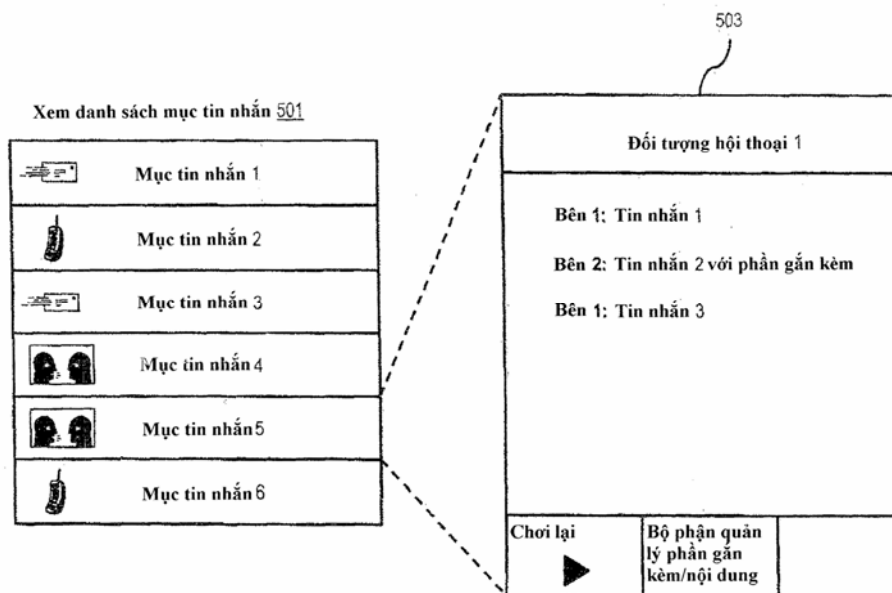 503
Xem danh sách mục tin nhắn 501
Mục tin nhắn 1
Mục tin nhắn 2
Mục tin nhắn 3
Mục tin nhắn 4
Mục tin nhắn 5
Mục tin nhắn 6
Đối tượng hội thoại 1
Bên 1: Tin nhắn 1
Bên 2: Tin nhắn 2 với phần gắn kèm
Bên 1: Tin nhắn 3
Chơi lại
Bộ phận quản
lý phần gắn
kèm/nội dung